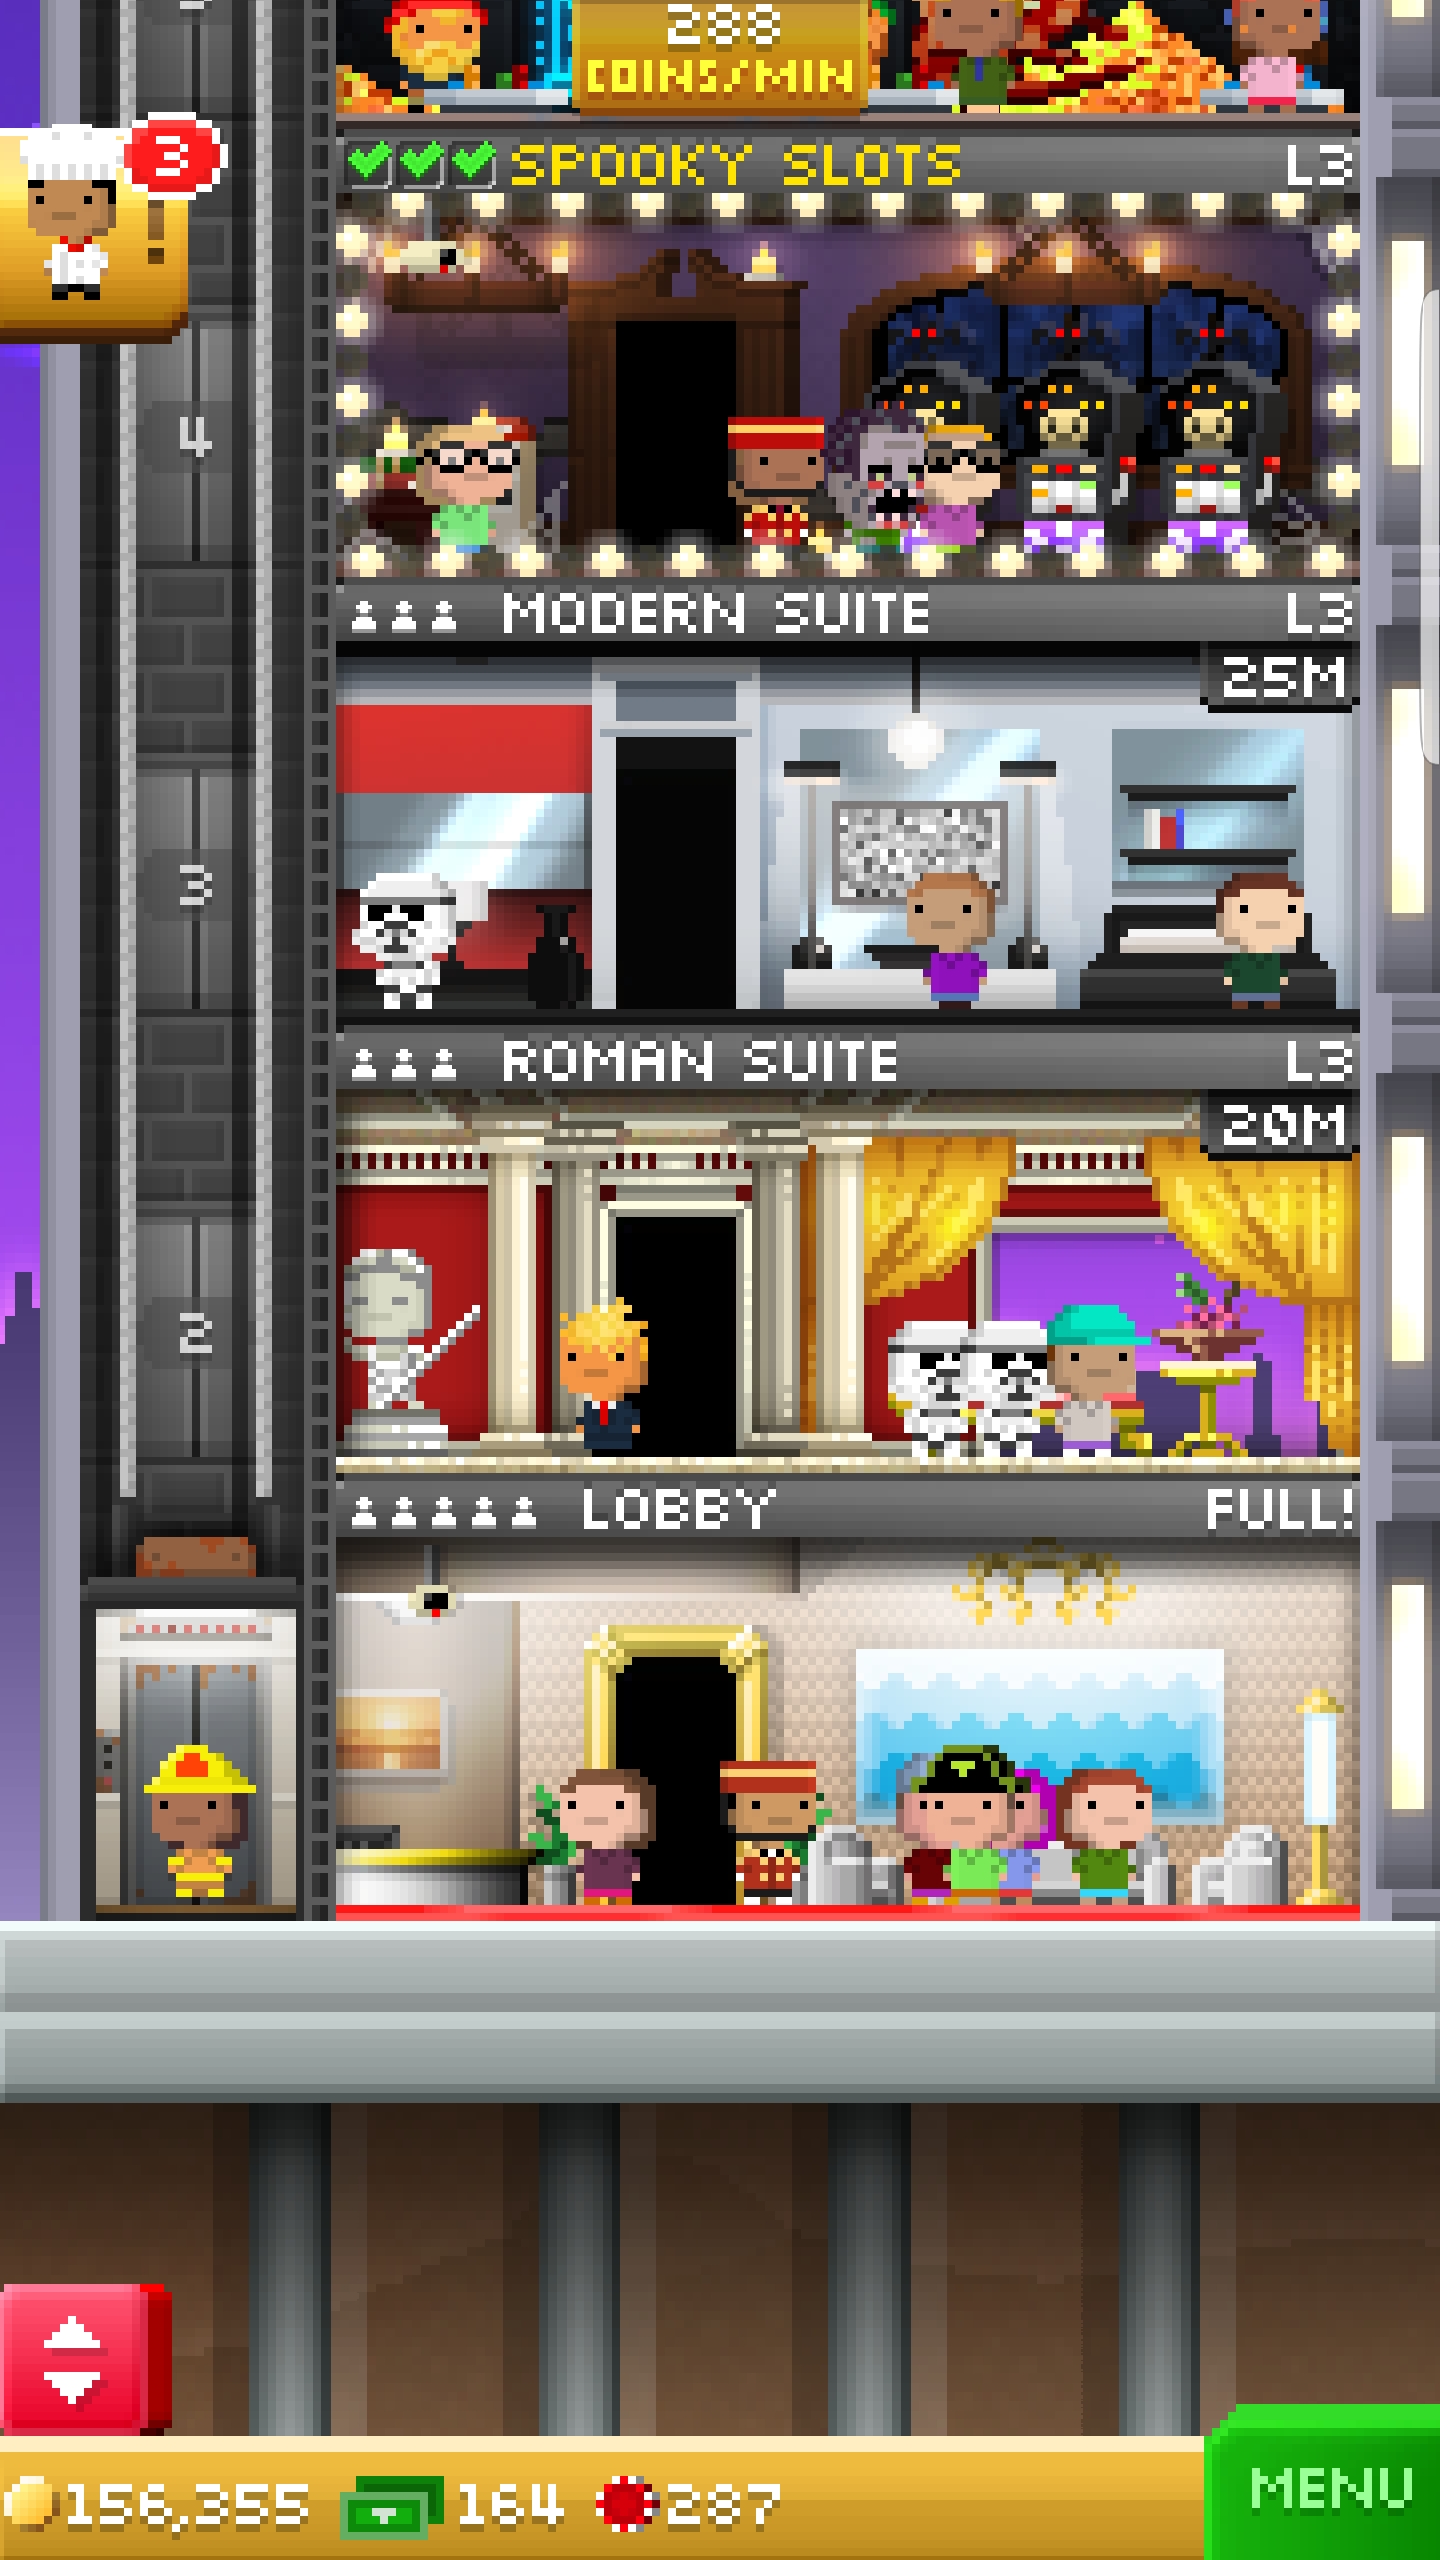 288
COINS/MIN
3
SPOOKY SLOTS L3
4
MODERN SUITE L3
25M
3
ROMAN SUITE L3
20M
2
LOBBY FULL!
156,355 164 287
MENU